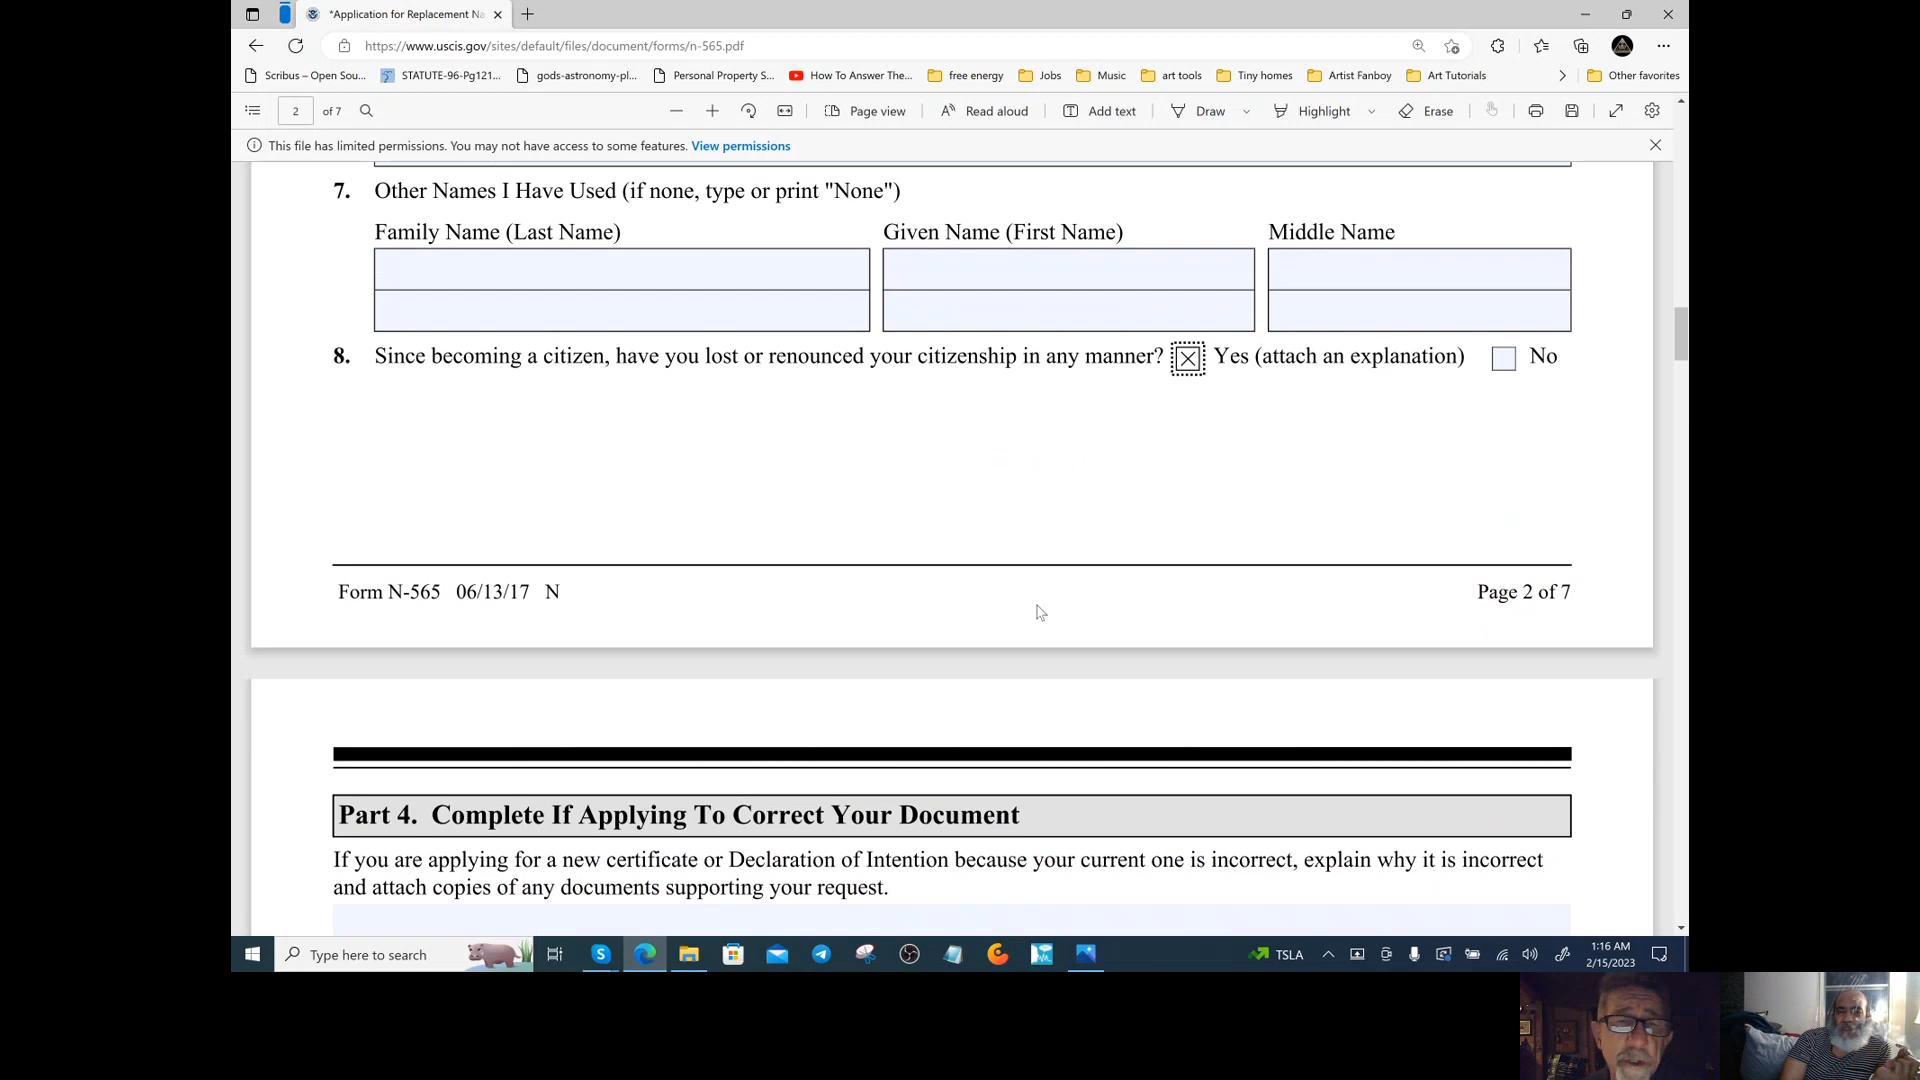 *Application for Replacement Na
https://www.uscis.gov/sites/default/files/document/forms/n-565.pdf
Scribus – Open Sou...
STATUTE-96-Pg121...
gods-astronomy-pl...
Personal Property S...
How To Answer The...
free energy
Jobs
Music
art tools
Tiny homes
Artist Fanboy
Art Tutorials
Other favorites
2 of 7
Page view
Read aloud
Add text
Draw
Highlight
Erase
This file has limited permissions. You may not have access to some features. View permissions
7. Other Names I Have Used (if none, type or print "None")
Family Name (Last Name) Given Name (First Name) Middle Name
8. Since becoming a citizen, have you lost or renounced your citizenship in any manner? Yes (attach an explanation) No
Form N-565 06/13/17 N Page 2 of 7
Part 4. Complete If Applying To Correct Your Document
If you are applying for a new certificate or Declaration of Intention because your current one is incorrect, explain why it is incorrect
and attach copies of any documents supporting your request.
Type here to search
TSLA
1:16 AM
2/15/2023